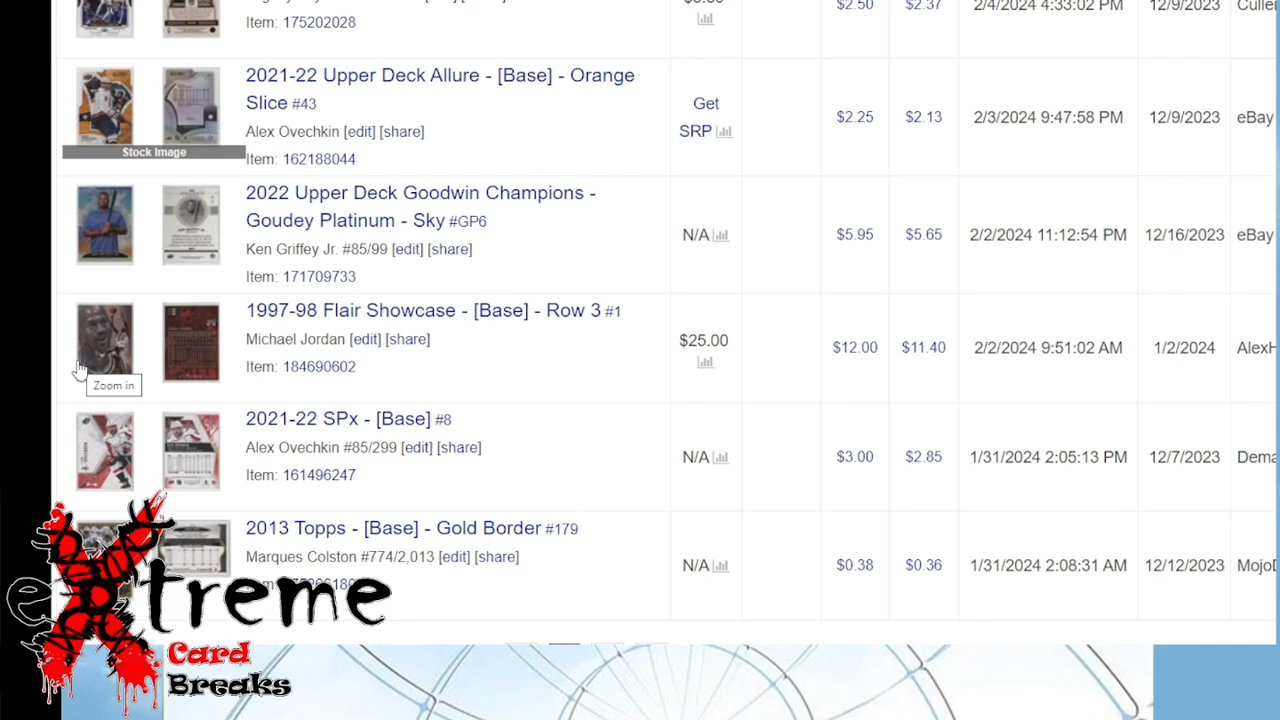 $2.50 $2.37 2/4/2024 4:33:02 PM 12/9/2023
Item: 175202028
2021-22 Upper Deck Allure - [Base] - Orange
Slice #43
Alex Ovechkin [edit] [share]
Item: 162188044
Stock Image
Get
SRP
$2.25 $2.13 2/3/2024 9:47:58 PM 12/9/2023 eBay
2022 Upper Deck Goodwin Champions -
Goudey Platinum - Sky #GP6
Ken Griffey Jr. #85/99 [edit] [share]
Item: 171709733
N/A $5.95 $5.65 2/2/2024 11:12:54 PM 12/16/2023 eBay
1997-98 Flair Showcase - [Base] - Row 3 #1
Michael Jordan [edit] [share]
Item: 184690602
$25.00 $12.00 $11.40 2/2/2024 9:51:02 AM 1/2/2024 AlexH
Zoom in
2021-22 SPx - [Base] #8
Alex Ovechkin #85/299 [edit] [share]
Item: 161496247
N/A $3.00 $2.85 1/31/2024 2:05:13 PM 12/7/2023 Dema
2013 Topps - [Base] - Gold Border #179
Marques Colston #774/2,013 [edit] [share]
N/A $0.38 $0.36 1/31/2024 2:08:31 AM 12/12/2023 MojoD
eXtreme
Card
Breaks